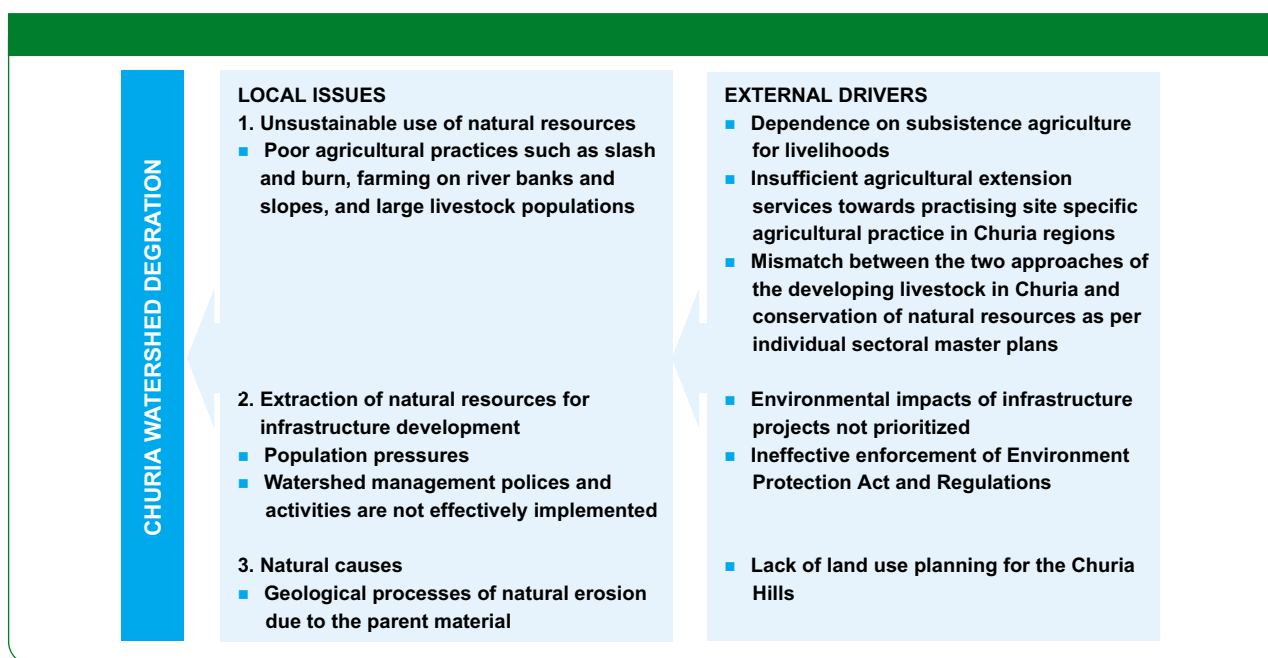 CHURIA WATERSHED DEGRATION
LOCAL ISSUES
1. Unsustainable use of natural resources
■ Poor agricultural practices such as slash
and burn, farming on river banks and
slopes, and large livestock populations
2. Extraction of natural resources for
infrastructure development
■ Population pressures
■ Watershed management polices and
activities are not effectively implemented
3. Natural causes
■ Geological processes of natural erosion
due to the parent material
EXTERNAL DRIVERS
■ Dependence on subsistence agriculture
for livelihoods
■ Insufficient agricultural extension
services towards practising site specific
agricultural practice in Churia regions
■ Mismatch between the two approaches of
the developing livestock in Churia and
conservation of natural resources as per
individual sectoral master plans
■ Environmental impacts of infrastructure
projects not prioritized
■ Ineffective enforcement of Environment
Protection Act and Regulations
■ Lack of land use planning for the Churia
Hills